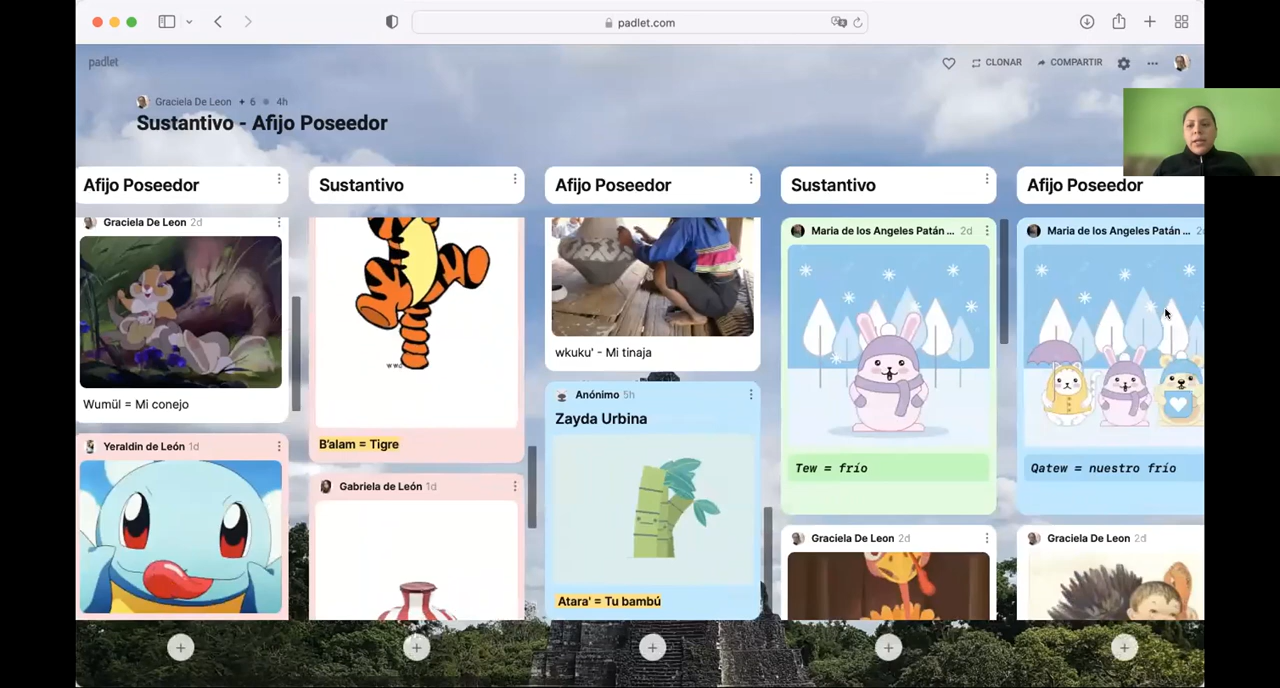 padlet.com
padlet
CLONAR
COMPARTIR
Graciela De Leon + 6 4h
Sustantivo - Afijo Poseedor
Afijo Poseedor
Graciela De Leon 2d
Wumül = Mi conejo
Yeraldin de León 1d
Sustantivo
B'alam = Tigre
Gabriela de León 1d
Afijo Poseedor
wkuku' - Mi tinaja
Anónimo 5h
Zayda Urbina
Atara' = Tu bambú
Sustantivo
Maria de los Angeles Patán ... 2d
Tew = frío
Graciela De Leon 2d
Afijo Poseedor
Maria de los Angeles Patán ...
Qatew = nuestro frío
Graciela De Leon 2d